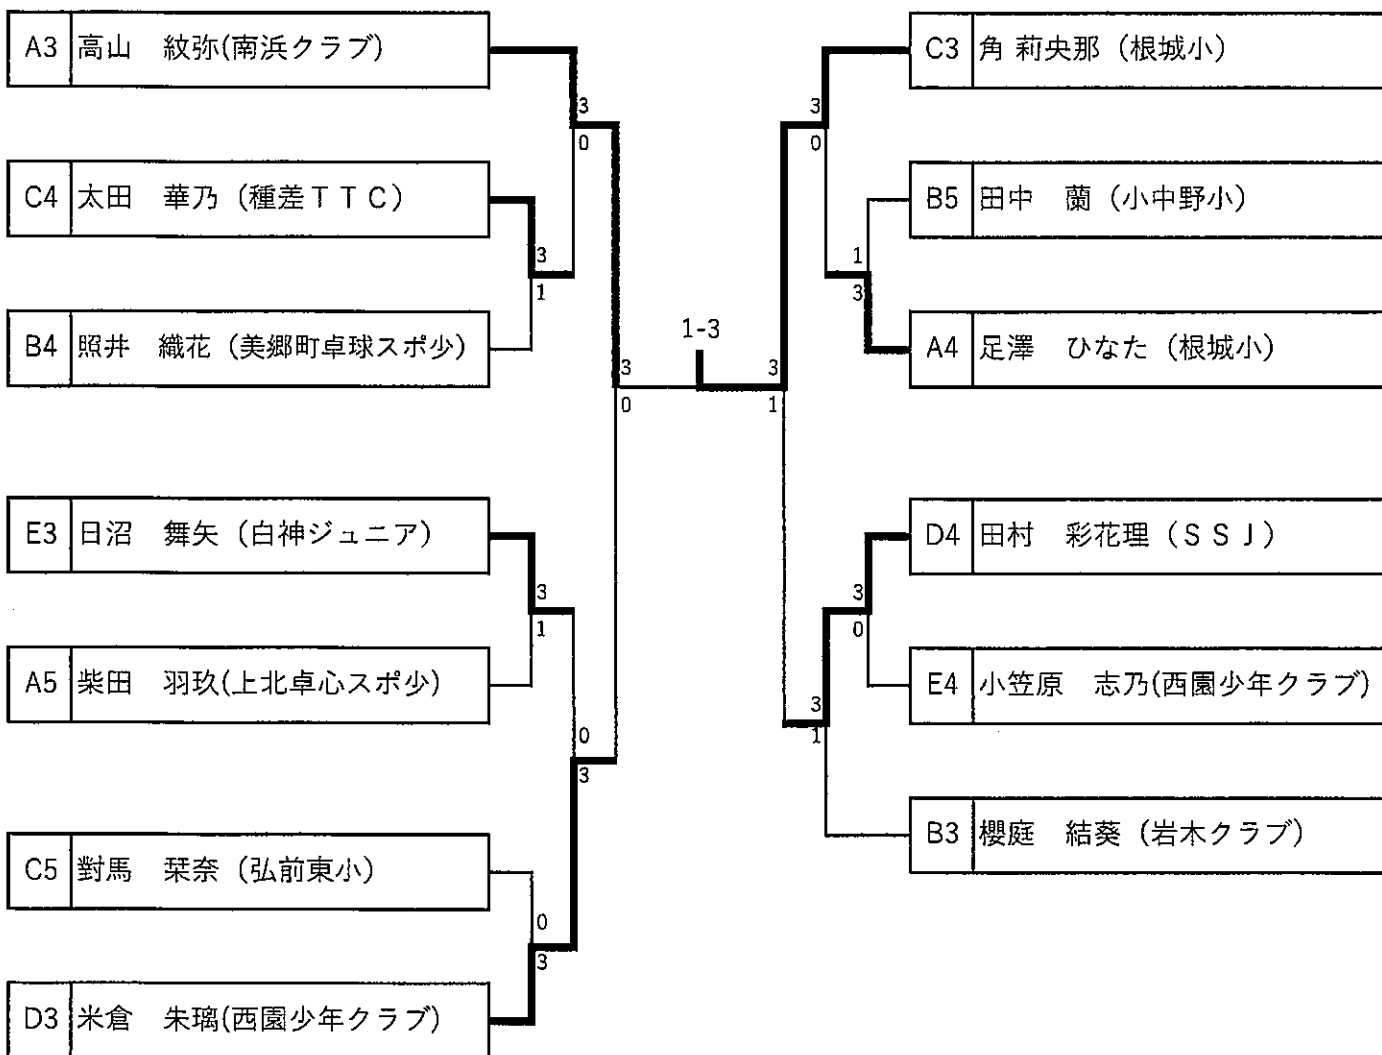 A3 高山 紋弥(南浜クラブ)
3
0
C4 太田 華乃（種差ＴＴＣ）
3
1
B4 照井 織花（美郷町卓球スポ少）
3
0
E3 日沼 舞矢（白神ジュニア）
3
1
A5 柴田 羽玖(上北卓心スポ少)
0
3
C5 對馬 栞奈（弘前東小）
0
3
D3 米倉 朱璃(西園少年クラブ)
1-3
C3 角 莉央那（根城小）
3
0
B5 田中 蘭（小中野小）
1
3
A4 足澤 ひなた（根城小）
3
1
D4 田村 彩花理（ＳＳＪ）
3
0
E4 小笠原 志乃(西園少年クラブ)
3
1
B3 櫻庭 結葵（岩木クラブ）